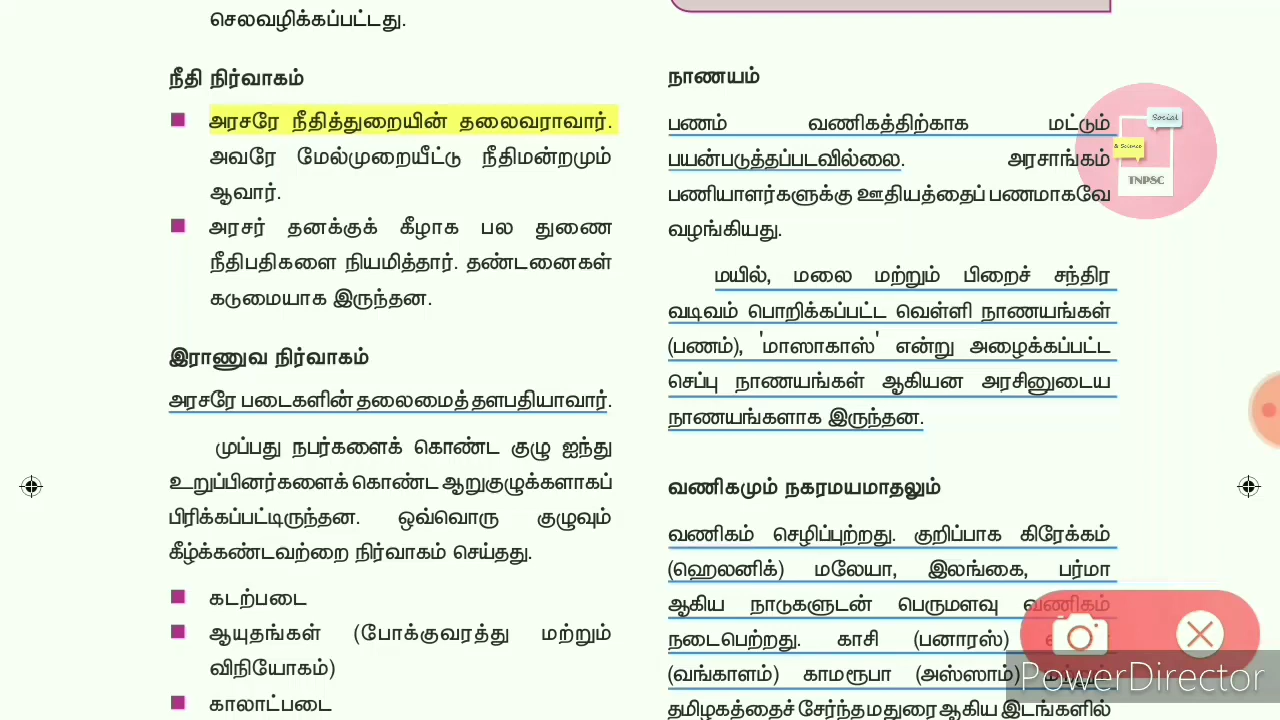 செலவழிக்கப்பட்டது.
நீதி நிர்வாகம்
அரசரே நீதித்துறையின் தலைவராவார்.
அவரே மேல்முறையீட்டு நீதிமன்றமும்
ஆவார்.
அரசர் தனக்குக் கீழாக பல துணை
நீதிபதிகளை நியமித்தார். தண்டனைகள்
கடுமையாக இருந்தன.
இராணுவ நிர்வாகம்
அரசரே படைகளின் தலைமைத் தளபதியாவார்.
முப்பது நபர்களைக் கொண்ட குழு ஐந்து
உறுப்பினர்களைக் கொண்ட ஆறுகுழுக்களாகப்
பிரிக்கப்பட்டிருந்தன. ஒவ்வொரு குழுவும்
கீழ்க்கண்டவற்றை நிர்வாகம் செய்தது.
கடற்படை
ஆயுதங்கள் (போக்குவரத்து மற்றும்
விநியோகம்)
காலாட்படை
நாணயம்
பணம் வணிகத்திற்காக மட்டும்
பயன்படுத்தப்படவில்லை. அரசாங்கம்
பணியாளர்களுக்கு ஊதியத்தைப் பணமாகவே
வழங்கியது.
மயில், மலை மற்றும் பிறைச் சந்திர
வடிவம் பொறிக்கப்பட்ட வெள்ளி நாணயங்கள்
(பணம்), 'மாஸாகாஸ்' என்று அழைக்கப்பட்ட
செப்பு நாணயங்கள் ஆகியன அரசினுடைய
நாணயங்களாக இருந்தன.
வணிகமும் நகரமயமாதலும்
வணிகம் செழிப்புற்றது. குறிப்பாக கிரேக்கம்
(ஹெலனிக்) மலேயா, இலங்கை, பர்மா
ஆகிய நாடுகளுடன் பெருமளவு வணிகம்
நடைபெற்றது. காசி (பனாரஸ்)
(வங்காளம்) காமரூபா (அஸ்ஸாம்) மற்றும்
தமிழகத்தைச் சேர்ந்த மதுரை ஆகிய இடங்களில்
Social
& Science
TNPSC
PowerDirector